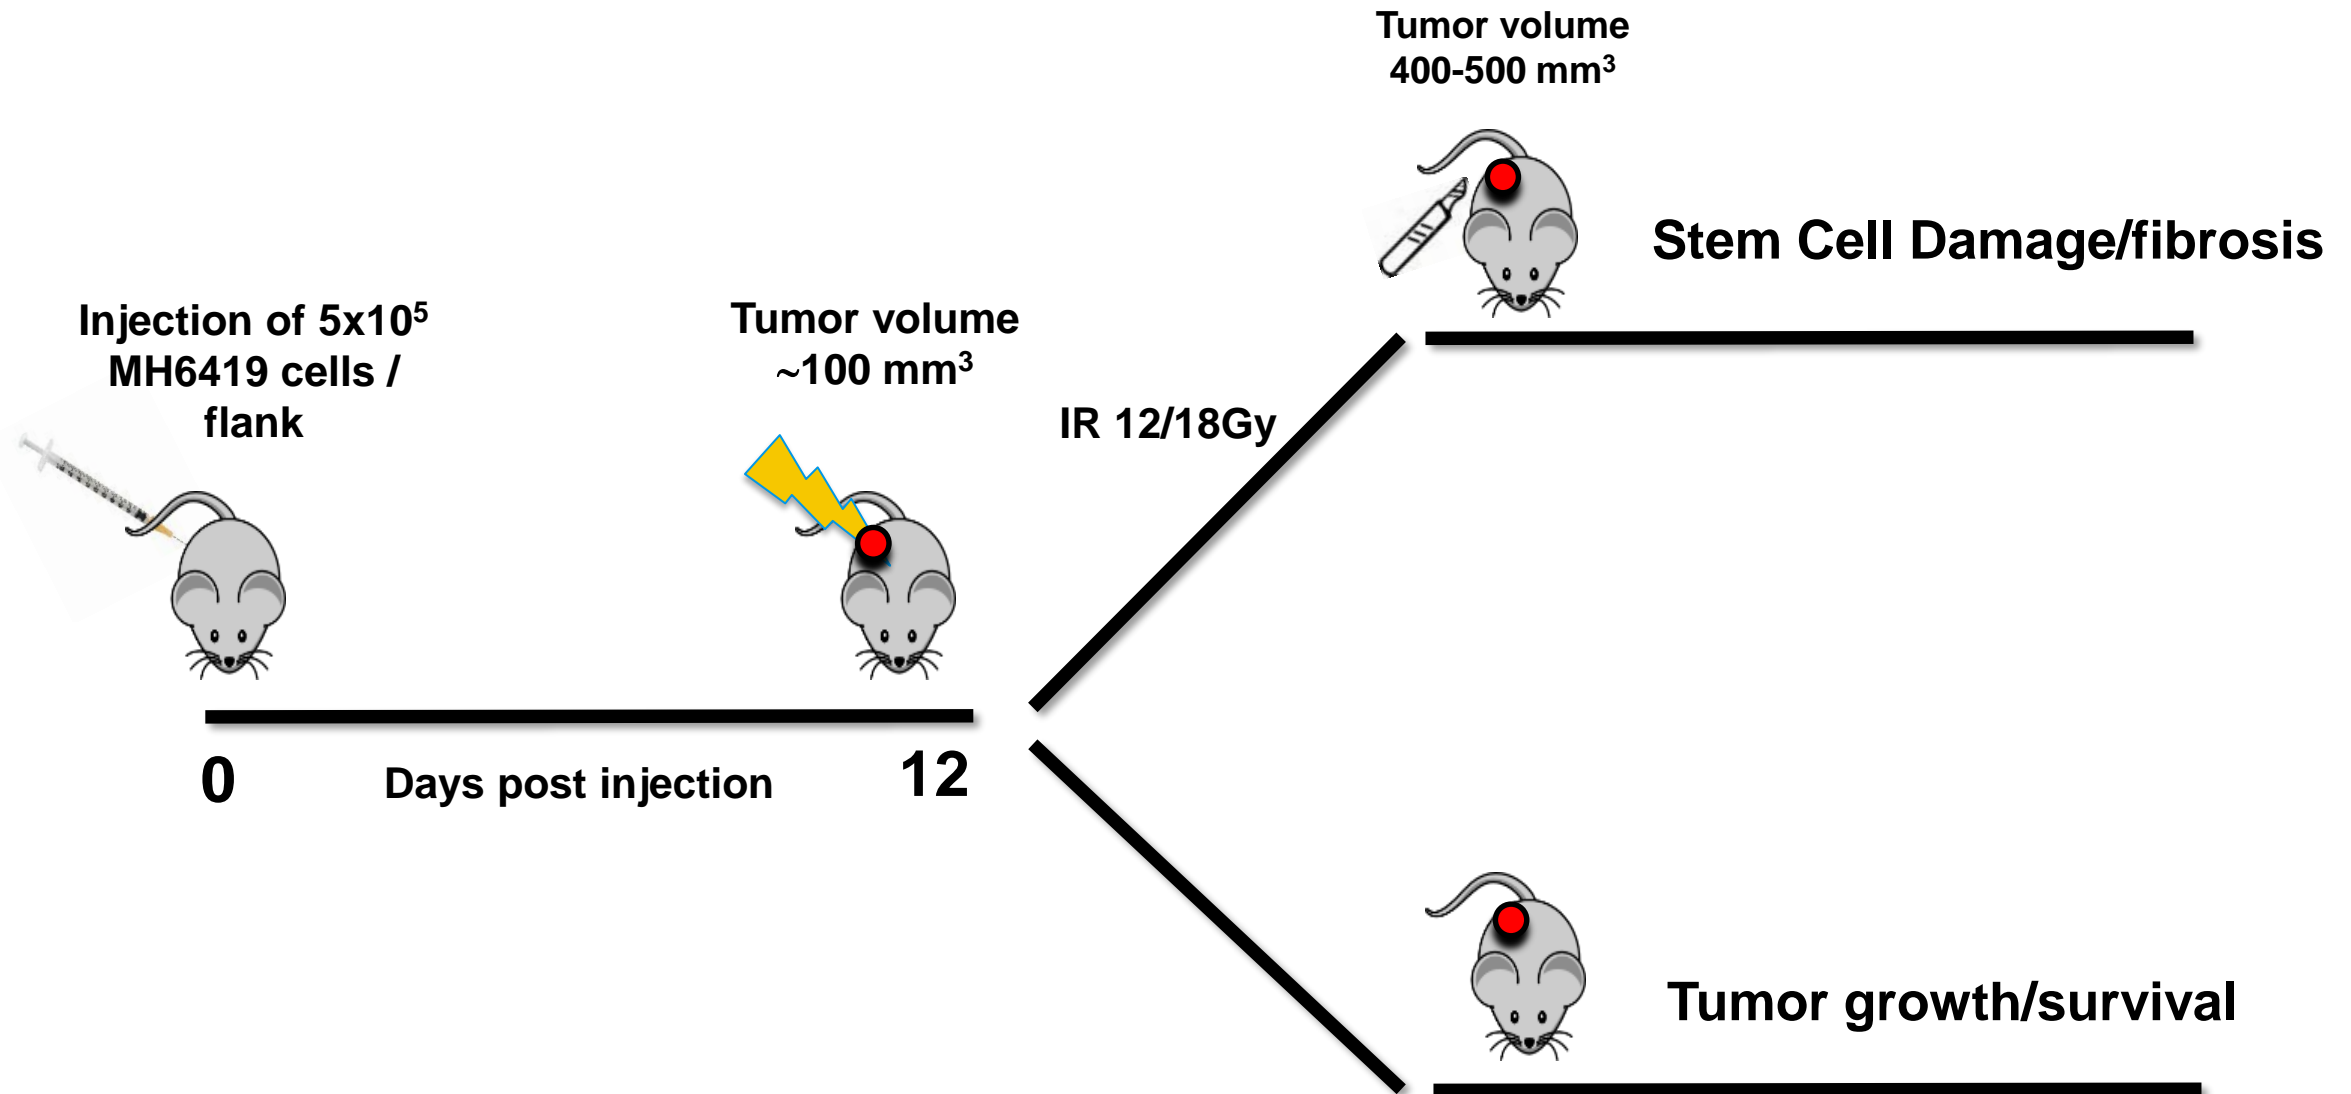 Tumor volume
400-500 mm³
Stem Cell Damage/fibrosis
Injection of 5x10⁵
MH6419 cells /
flank
Tumor volume
~100 mm³
IR 12/18Gy
0
Days post injection
12
Tumor growth/survival